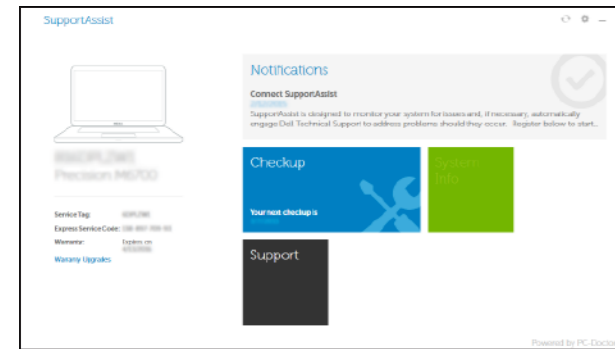 SupportAssist
Notifications
Connect SupportAssist
SupportAssist is designed to monitor your system for issues and, if necessary, automatically
engage Dell Technical Support to address problems should they occur. Register below to start...
Precision M6700
Checkup
System
Info
Your next checkup is
Service Tag:
Express Service Code:
Warranty: Expires on
Warranty Upgrades
Support
Powered by PC-Doctor